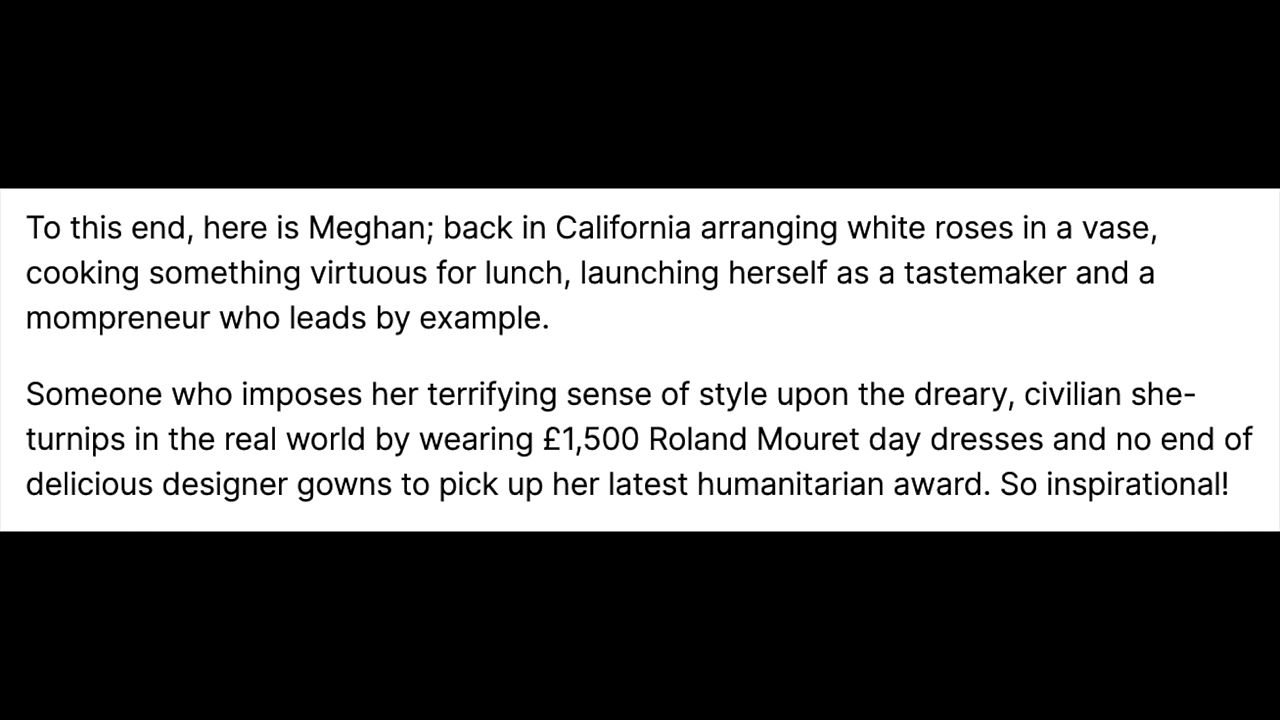 To this end, here is Meghan; back in California arranging white roses in a vase,
cooking something virtuous for lunch, launching herself as a tastemaker and a
mompreneur who leads by example.
Someone who imposes her terrifying sense of style upon the dreary, civilian she-
turnips in the real world by wearing £1,500 Roland Mouret day dresses and no end of
delicious designer gowns to pick up her latest humanitarian award. So inspirational!